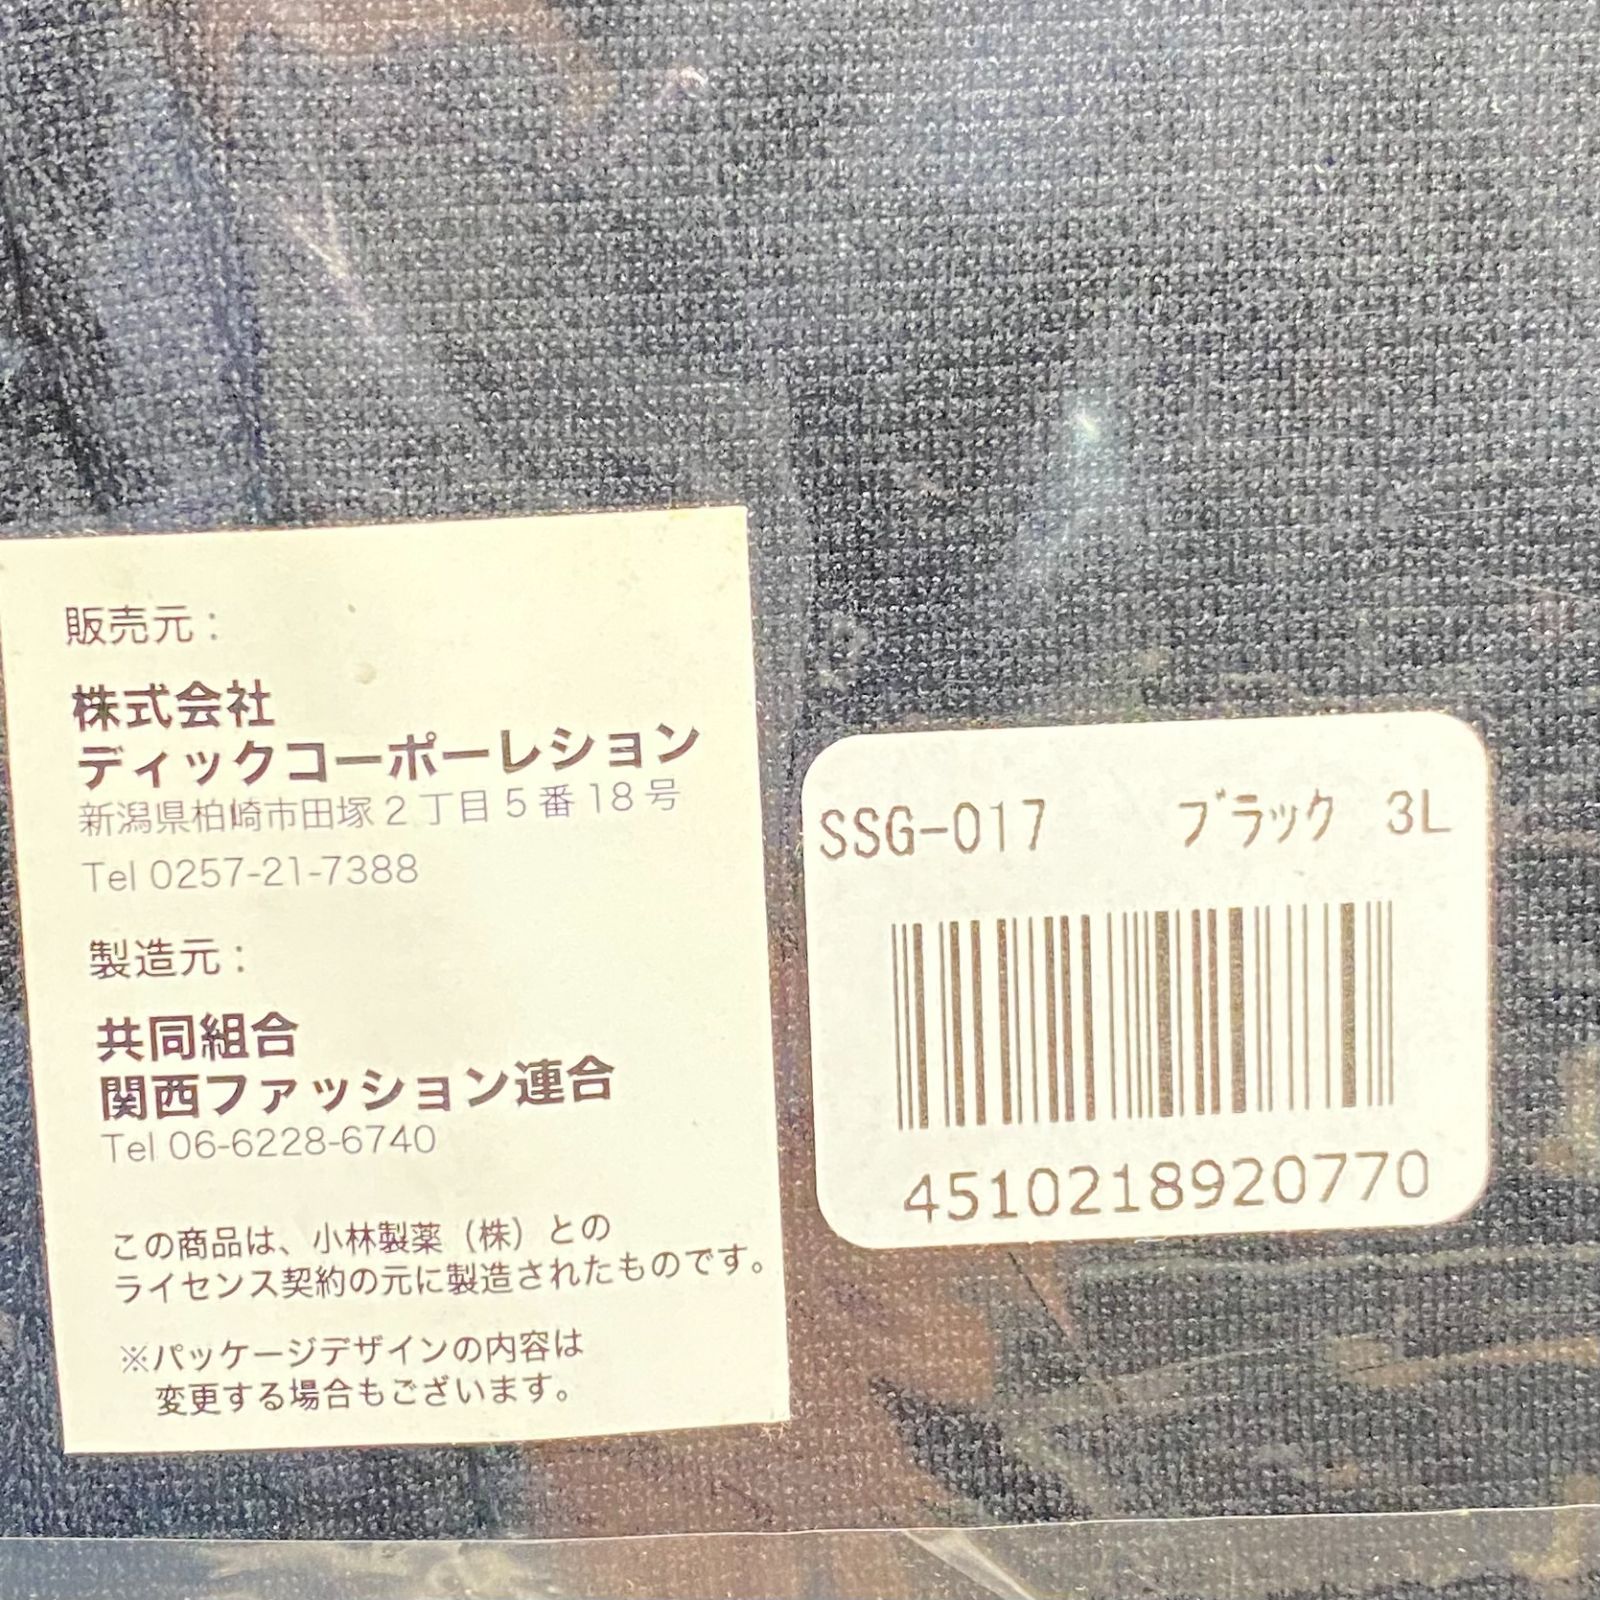 販売元：
株式会社
ディックコーポーレション
新潟県柏崎市田塚2丁目5番18号
Tel 0257-21-7388
製造元：
共同組合
関西ファッション連合
Tel 06-6228-6740
この商品は、小林製薬（株）との
ライセンス契約の元に製造されたものです。
※パッケージデザインの内容は
変更する場合もございます。
SSG-017 ブラック 3L
4510218920770